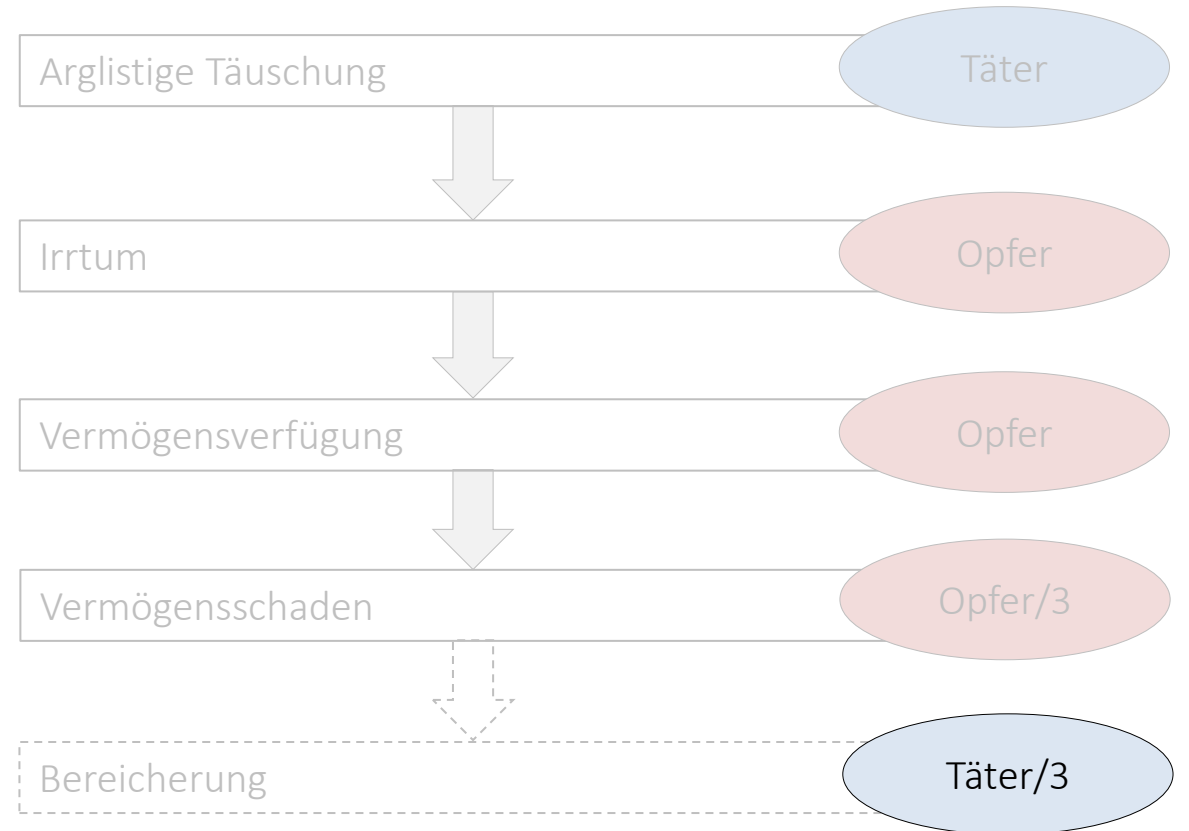 Arglistige Täuschung
Täter
Irrtum
Opfer
Vermögensverfügung
Opfer
Vermögensschaden
Opfer/3
Bereicherung
Täter/3